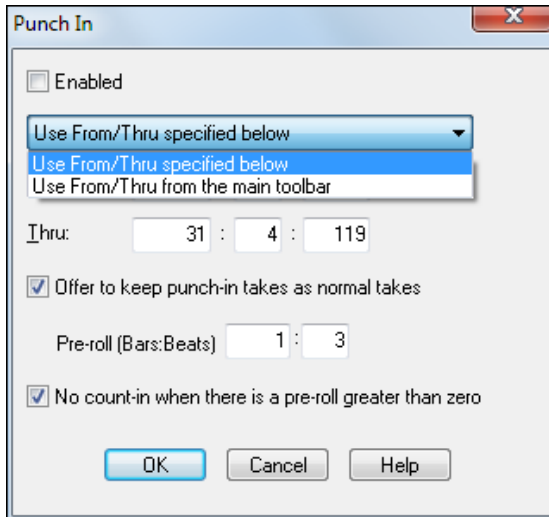 Punch In
Enabled
Use From/Thru specified below
Use From/Thru specified below
Use From/Thru from the main toolbar
Thru: 31 : 4 : 119
Offer to keep punch-in takes as normal takes
Pre-roll (Bars:Beats) 1 : 3
No count-in when there is a pre-roll greater than zero
OK Cancel Help